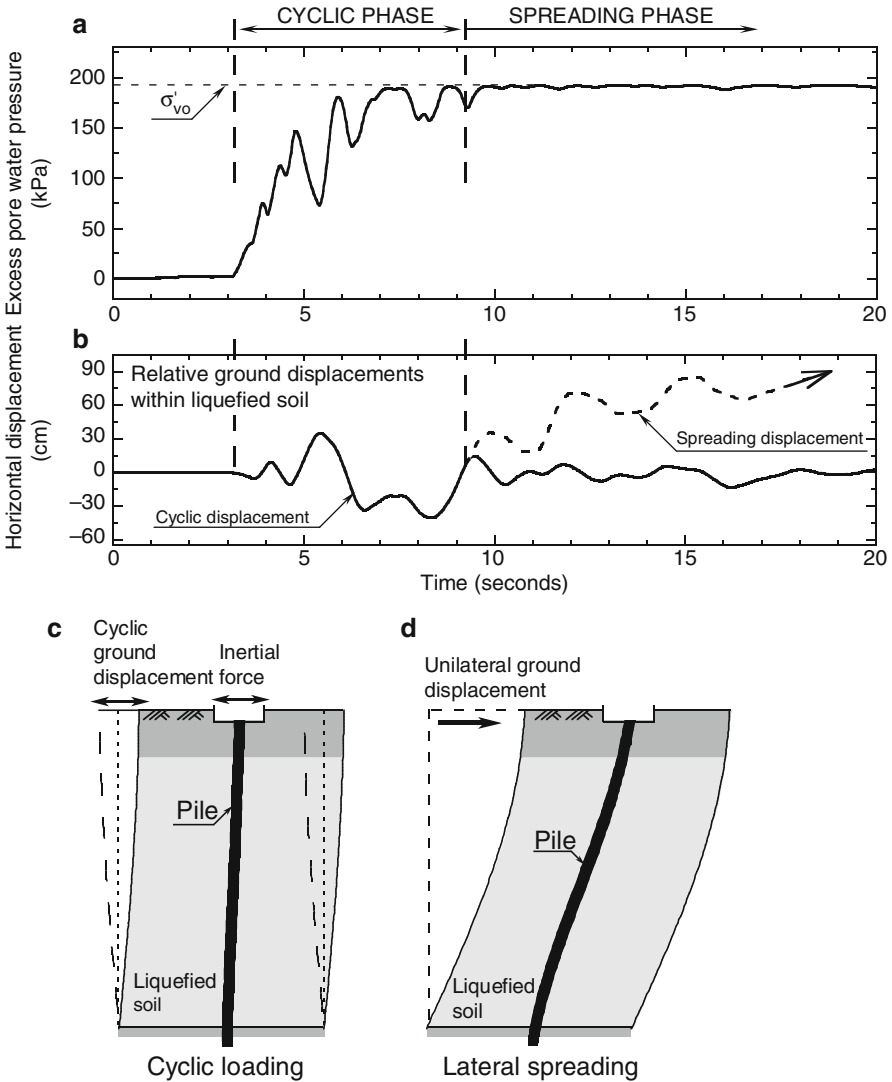 CYCLIC PHASE
SPREADING PHASE
a
Excess pore water pressure
(kPa)
200
150
100
50
0
σ'vo
0
5
10
15
20
b
Horizontal displacement
(cm)
90
60
30
0
−30
−60
Relative ground displacements
within liquefied soil
Spreading displacement
Cyclic displacement
0
5
10
15
20
Time (seconds)
c
Cyclic
ground
displacement
Inertial
force
Pile
Liquefied
soil
Cyclic loading
d
Unilateral ground
displacement
Pile
Liquefied
soil
Lateral spreading